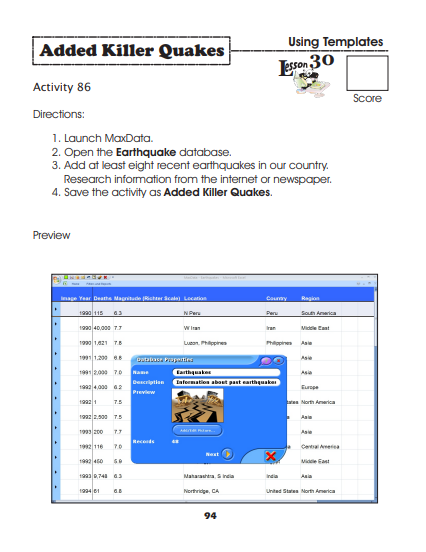 Added Killer Quakes
Using Templates
Lesson 30
Score
Activity 86
Directions:
1. Launch MaxData.
2. Open the Earthquake database.
3. Add at least eight recent earthquakes in our country.
Research information from the internet or newspaper.
4. Save the activity as Added Killer Quakes.
Preview
Image Year Deaths Magnitude (Richter Scale) Location Country Region
1990 115 6.3 N Peru Peru South America
1990 40,000 7.7 W Iran Iran Middle East
1990 1,621 7.8 Luzon, Philippines Philippines Asia
1991 1,200 6.8 Asia
1991 2,000 7.0 Asia
1992 4,000 6.2 Europe
1992 1 7.5 States North America
1992 2,500 7.5 Asia
1993 200 7.7 Asia
1992 116 7.0 Central America
1992 450 5.9 Middle East
1993 9,748 6.3 Maharashtra, S India India Asia
1994 61 6.8 Northridge, CA United States North America
Database Properties
Name Earthquakes
Description Information about past earthquakes
Preview
Add/Edit Picture...
Records 48
Next
94